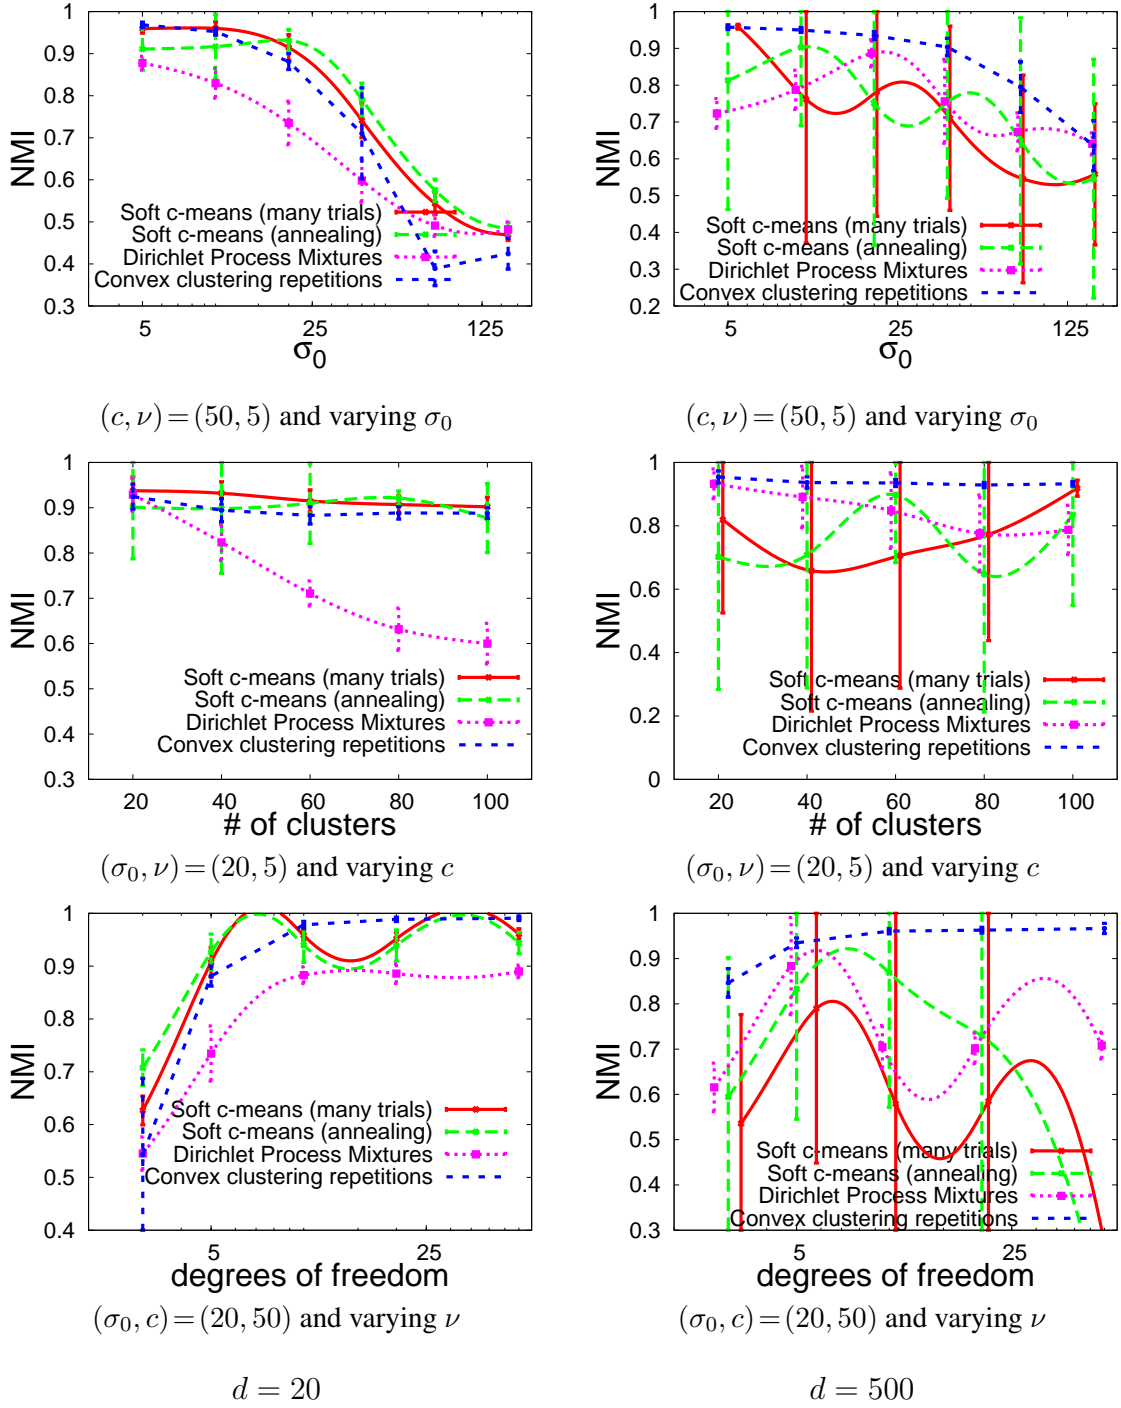 1
0.9
0.8
0.7
0.6
0.5
0.4
0.3
NMI
Soft c-means (many trials)
Soft c-means (annealing)
Dirichlet Process Mixtures
Convex clustering repetitions
5 25 125
σ0
(c, ν) = (50, 5) and varying σ0
1
0.9
0.8
0.7
0.6
0.5
0.4
0.3
0.2
NMI
Soft c-means (many trials)
Soft c-means (annealing)
Dirichlet Process Mixtures
Convex clustering repetitions
5 25 125
σ0
(c, ν) = (50, 5) and varying σ0
1
0.9
0.8
0.7
0.6
0.5
0.4
0.3
NMI
Soft c-means (many trials)
Soft c-means (annealing)
Dirichlet Process Mixtures
Convex clustering repetitions
20 40 60 80 100
# of clusters
(σ0, ν) = (20, 5) and varying c
1
0.8
0.6
0.4
0.2
0
NMI
Soft c-means (many trials)
Soft c-means (annealing)
Dirichlet Process Mixtures
Convex clustering repetitions
20 40 60 80 100
# of clusters
(σ0, ν) = (20, 5) and varying c
1
0.9
0.8
0.7
0.6
0.5
0.4
NMI
Soft c-means (many trials)
Soft c-means (annealing)
Dirichlet Process Mixtures
Convex clustering repetitions
5 25
degrees of freedom
(σ0, c) = (20, 50) and varying ν
1
0.9
0.8
0.7
0.6
0.5
0.4
0.3
NMI
Soft c-means (many trials)
Soft c-means (annealing)
Dirichlet Process Mixtures
Convex clustering repetitions
5 25
degrees of freedom
(σ0, c) = (20, 50) and varying ν
d = 20
d = 500